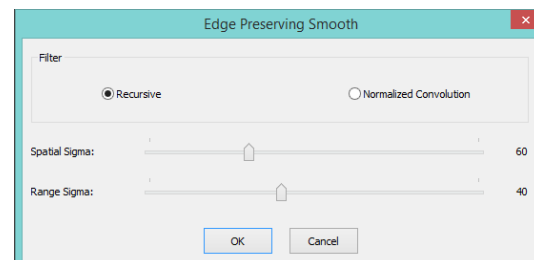 Edge Preserving Smooth
Filter
Recursive
Normalized Convolution
Spatial Sigma:
60
Range Sigma:
40
OK
Cancel